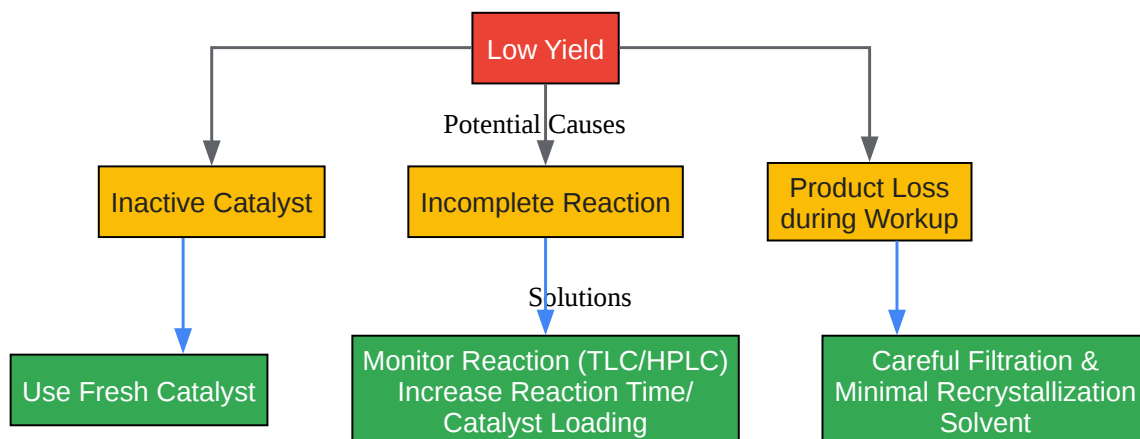 Low Yield
Potential Causes
Inactive Catalyst
Incomplete Reaction
Product Loss
during Workup
Solutions
Use Fresh Catalyst
Monitor Reaction (TLC/HPLC)
Increase Reaction Time/
Catalyst Loading
Careful Filtration &
Minimal Recrystallization
Solvent